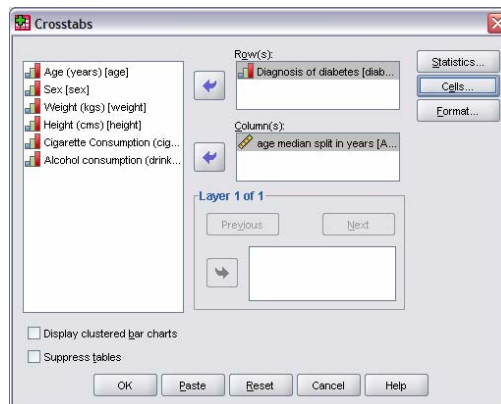 Crosstabs
Age (years) [age]
Sex [sex]
Weight (kgs) [weight]
Height (cms) [height]
Cigarette Consumption (cig...
Alcohol consumption (drink...
Row(s):
Diagnosis of diabetes [diab...
Column(s):
age median split in years [A...
Layer 1 of 1
Previous
Next
Statistics...
Cells...
Format...
Display clustered bar charts
Suppress tables
OK
Paste
Reset
Cancel
Help